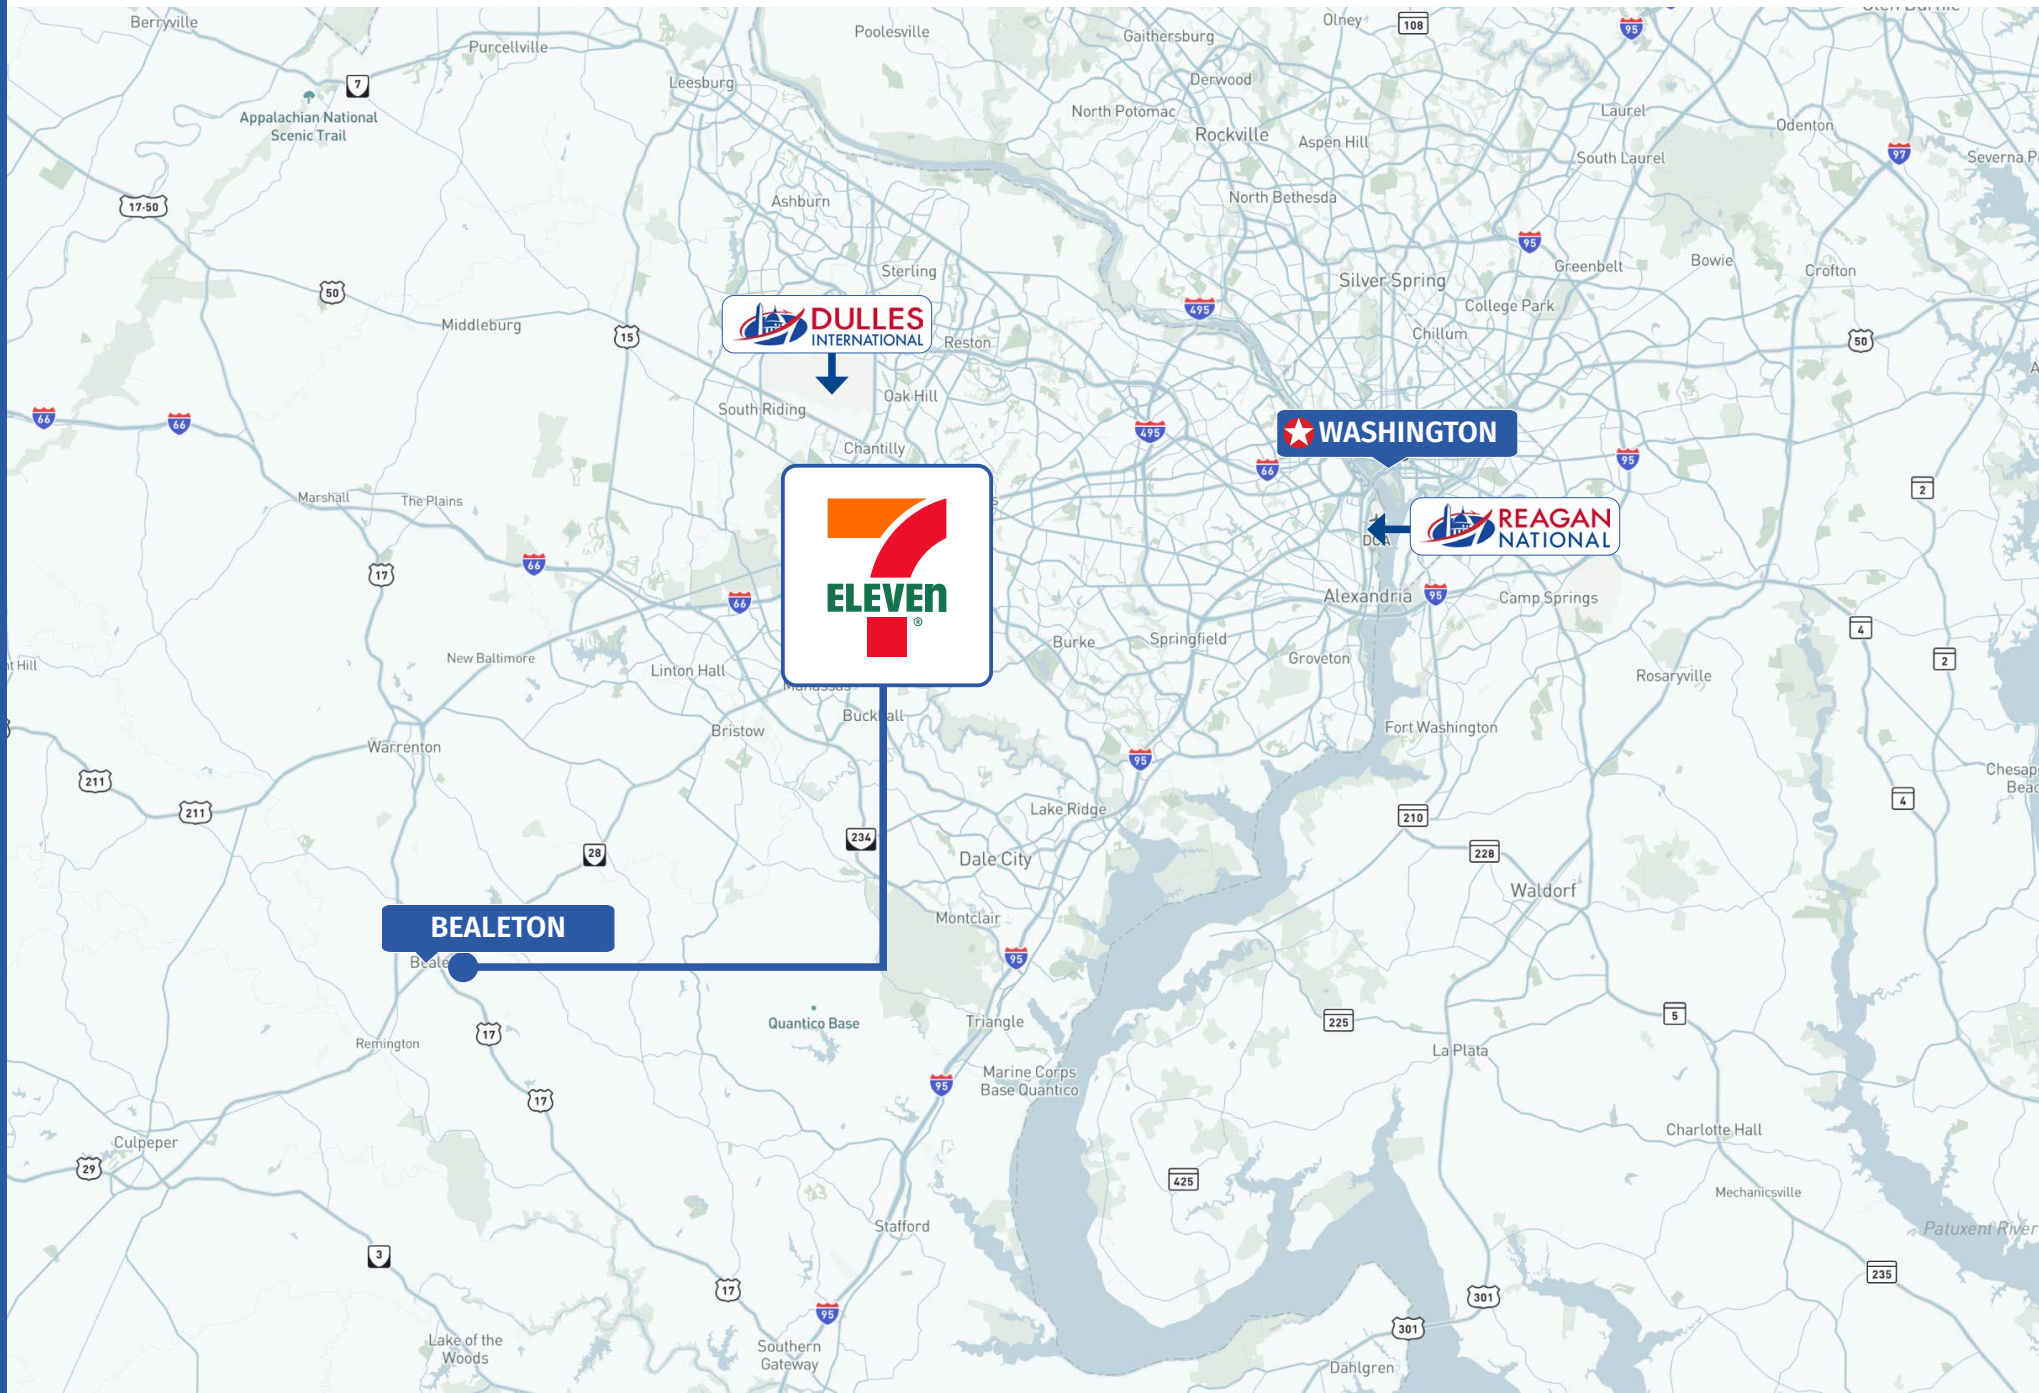 Berryville
Purcellville
Poolesville
Gaithersburg
Olney
108
95
7
Leesburg
Derwood
Appalachian National
Scenic Trail
North Potomac
Rockville
Aspen Hill
Laurel
Odenton
97
South Laurel
Severna
17-50
Ashburn
North Bethesda
95
50
Sterling
Silver Spring
Greenbelt
Bowie
Crofton
DULLES
INTERNATIONAL
495
College Park
Middleburg
15
Reston
Chillum
50
66
66
South Riding
Oak Hill
495
WASHINGTON
Chantilly
66
95
Marshall
The Plains
2
7
ELEVEn
®
REAGAN
NATIONAL
DCA
17
66
66
Alexandria
95
Camp Springs
4
Burke
Springfield
New Baltimore
Linton Hall
Groveton
2
t Hill
Manassas
Rosaryville
Buckhall
Bristow
Fort Washington
Warrenton
95
211
Chesap
Beac
211
Lake Ridge
210
4
234
28
Dale City
228
Waldorf
BEALETON
Montclair
Beale
95
Quantico Base
Triangle
225
5
17
Remington
La Plata
Marine Corps
Base Quantico
95
17
Culpeper
Charlotte Hall
29
425
Mechanicsville
Stafford
Patuxent River
3
235
17
301
95
301
Lake of the
Woods
Southern
Gateway
Dahlgren